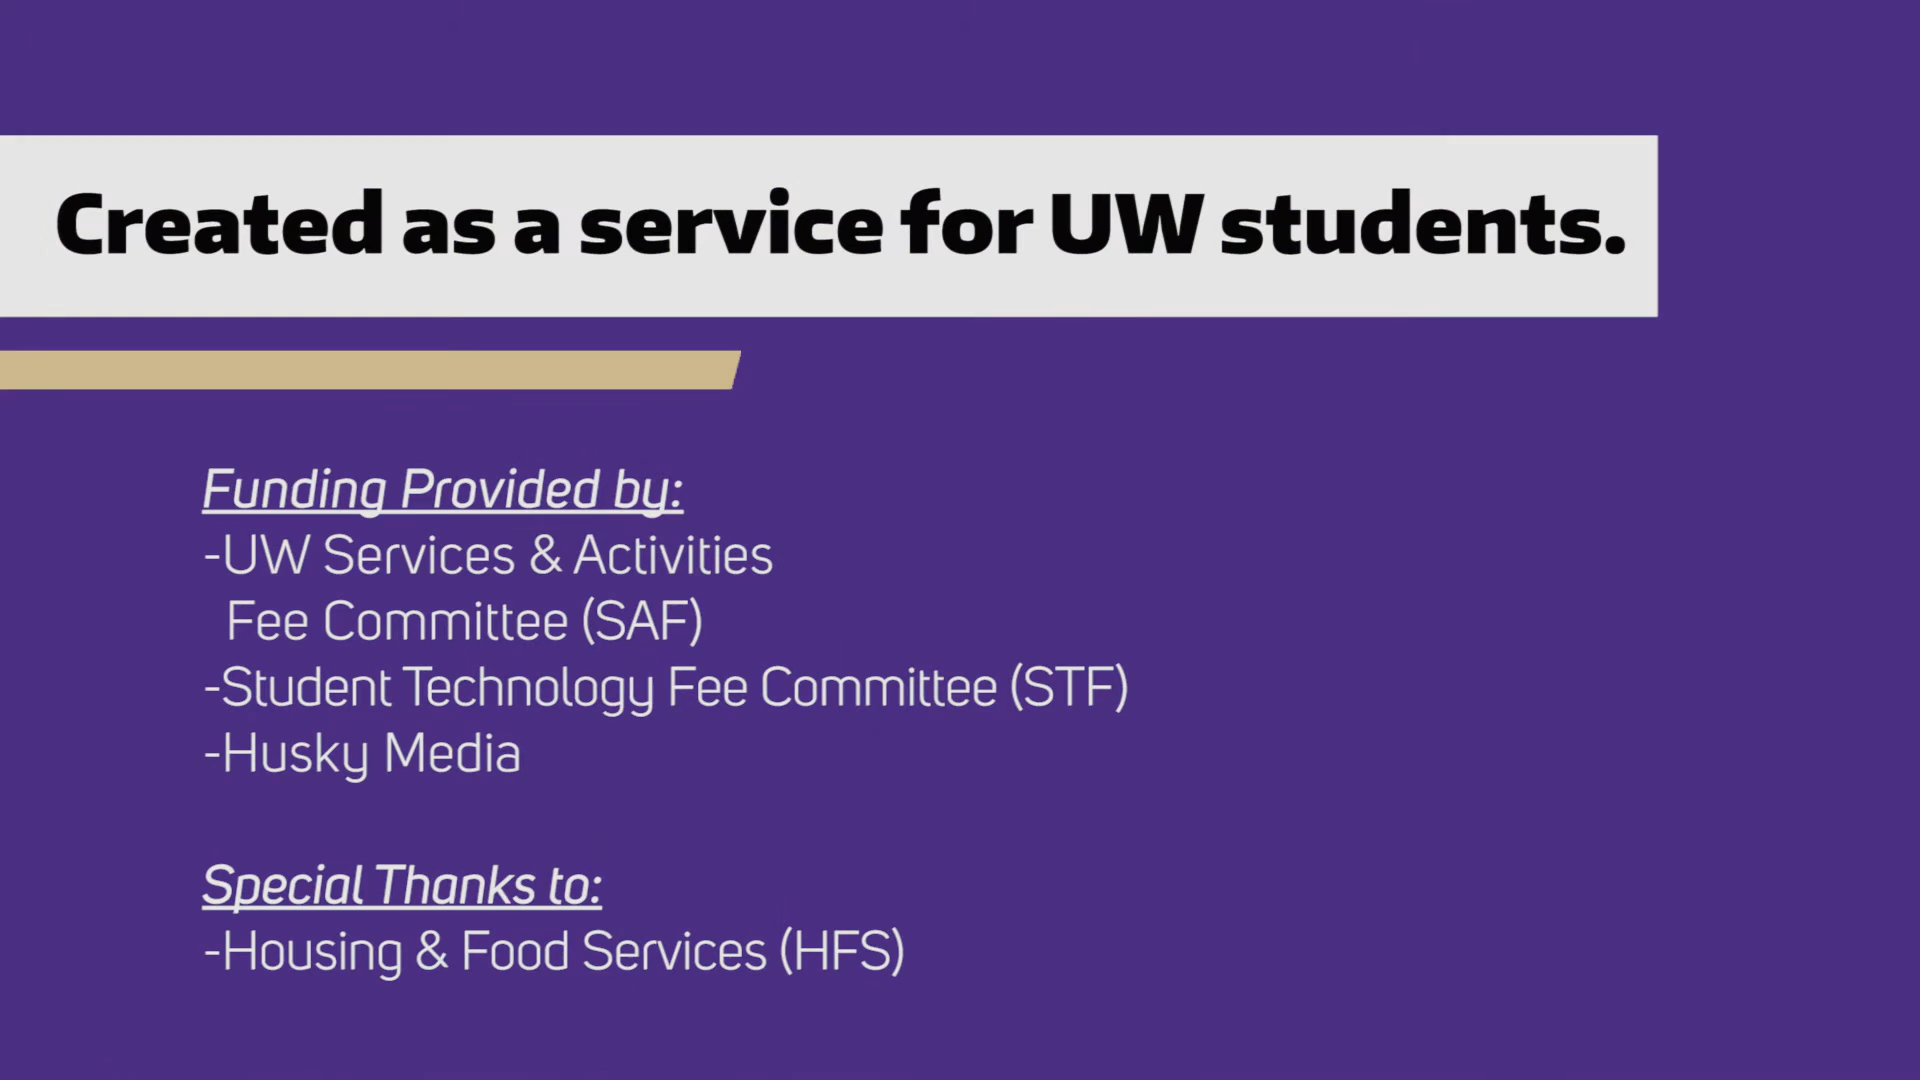 Created as a service for UW students.
Funding Provided by:
-UW Services & Activities
Fee Committee (SAF)
-Student Technology Fee Committee (STF)
-Husky Media
Special Thanks to:
-Housing & Food Services (HFS)